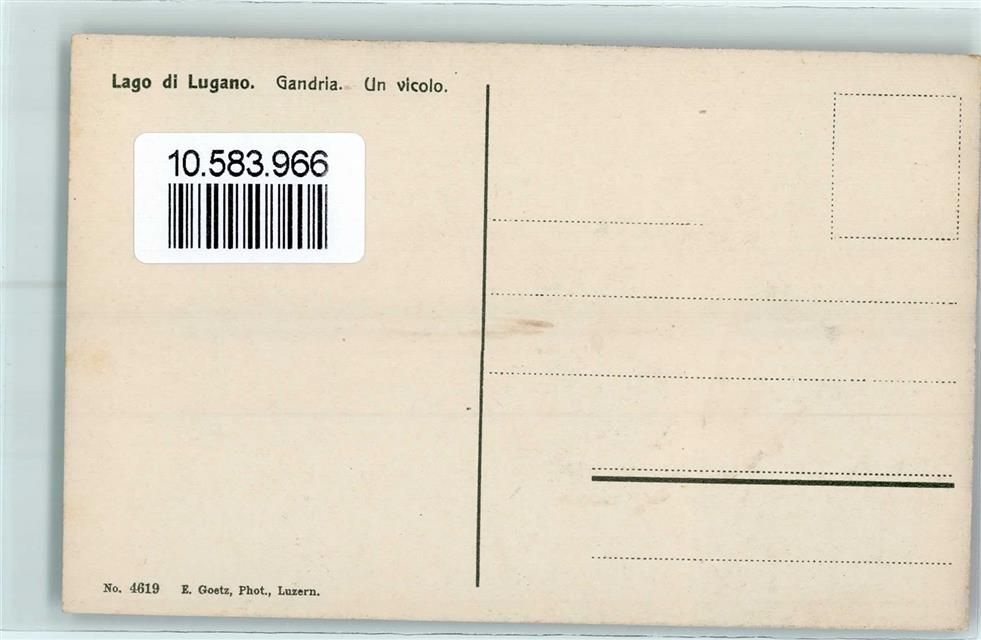 Lago di Lugano. Gandria. Un vicolo.
10.583.966
No. 4619 E. Goetz, Phot., Luzern.